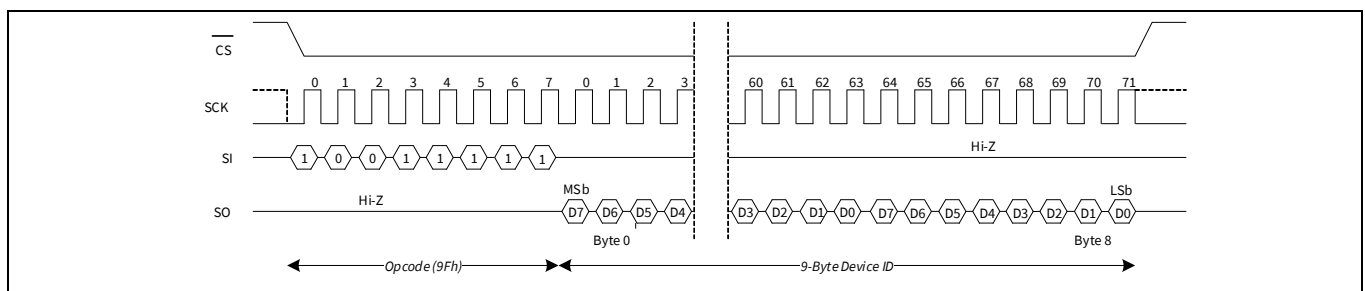 CS
0 1 2 3 4 5 6 7 0 1 2 3 60 61 62 63 64 65 66 67 68 69 70 71
SCK
Hi-Z
SI 1 0 0 1 1 1 1 1
MSb LSb
Hi-Z
SO D7 D6 D5 D4 D3 D2 D1 D0 D7 D6 D5 D4 D3 D2 D1 D0
Byte 0 Byte 8
Opcode (9Fh) 9-Byte Device ID